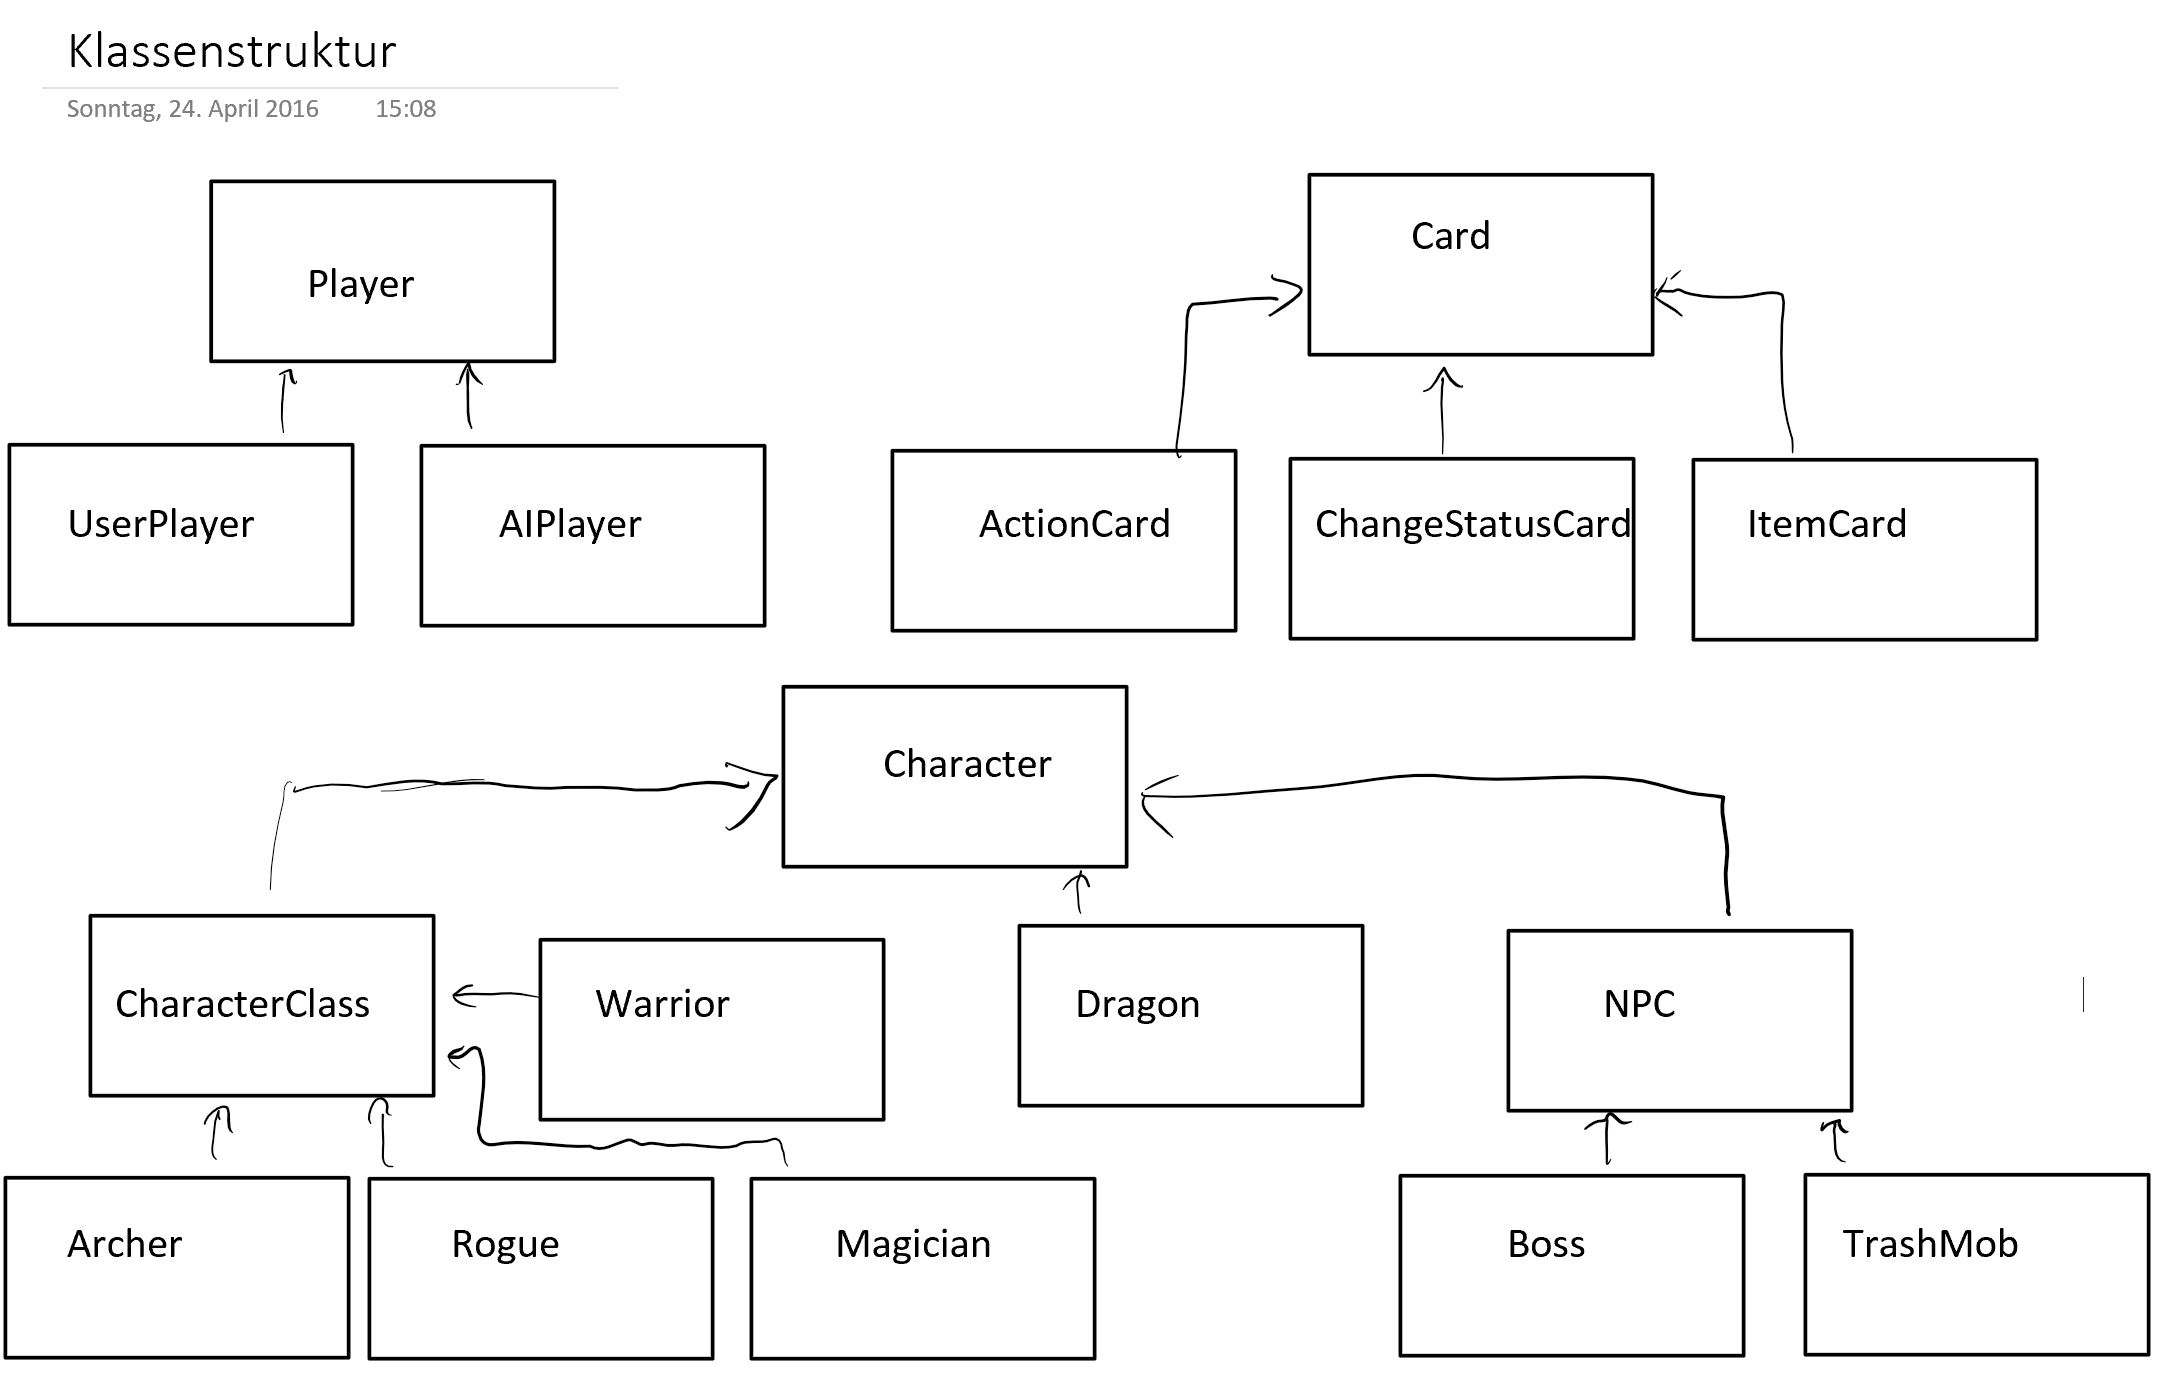 Klassenstruktur
Sonntag, 24. April 2016 15:08
Player
Card
UserPlayer
AIPlayer
ActionCard
ChangeStatusCard
ItemCard
Character
CharacterClass
Warrior
Dragon
NPC
Archer
Rogue
Magician
Boss
TrashMob